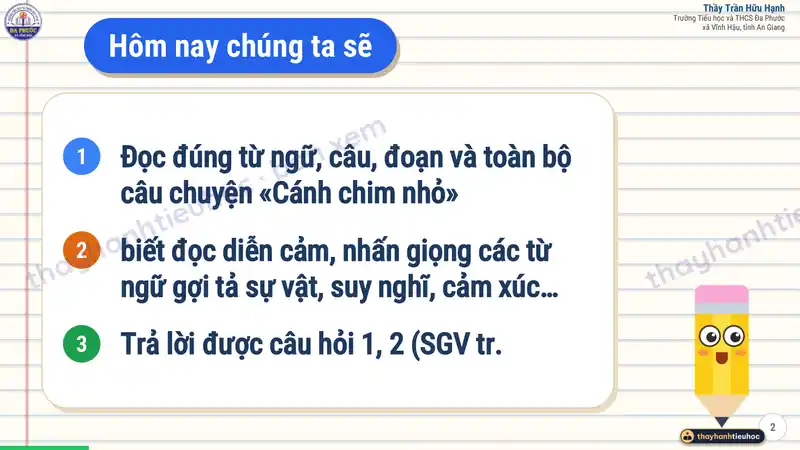 Thầy Trần Hữu Hạnh
Trường Tiểu học và THCS Đa Phước
xã Vĩnh Hậu, tỉnh An Giang
ĐA PHƯỚC
Hôm nay chúng ta sẽ
1 Đọc đúng từ ngữ, câu, đoạn và toàn bộ
câu chuyện «Cánh chim nhỏ»
2 biết đọc diễn cảm, nhấn giọng các từ
ngữ gợi tả sự vật, suy nghĩ, cảm xúc...
3 Trả lời được câu hỏi 1, 2 (SGV tr.
thayhanhtieuhoc
2